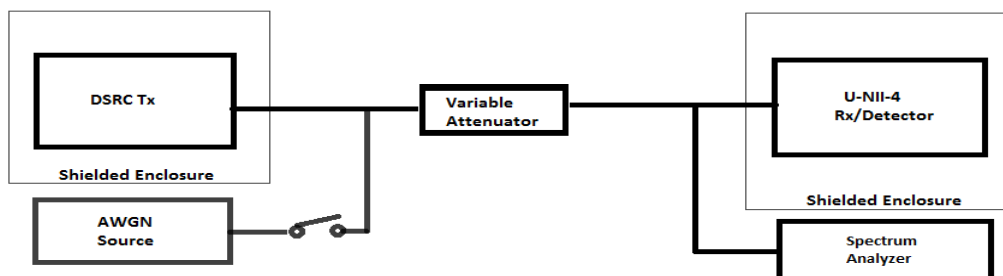 DSRC Tx
Shielded Enclosure
AWGN
Source
Variable
Attenuator
U-NII-4
Rx/Detector
Shielded Enclosure
Spectrum
Analyzer